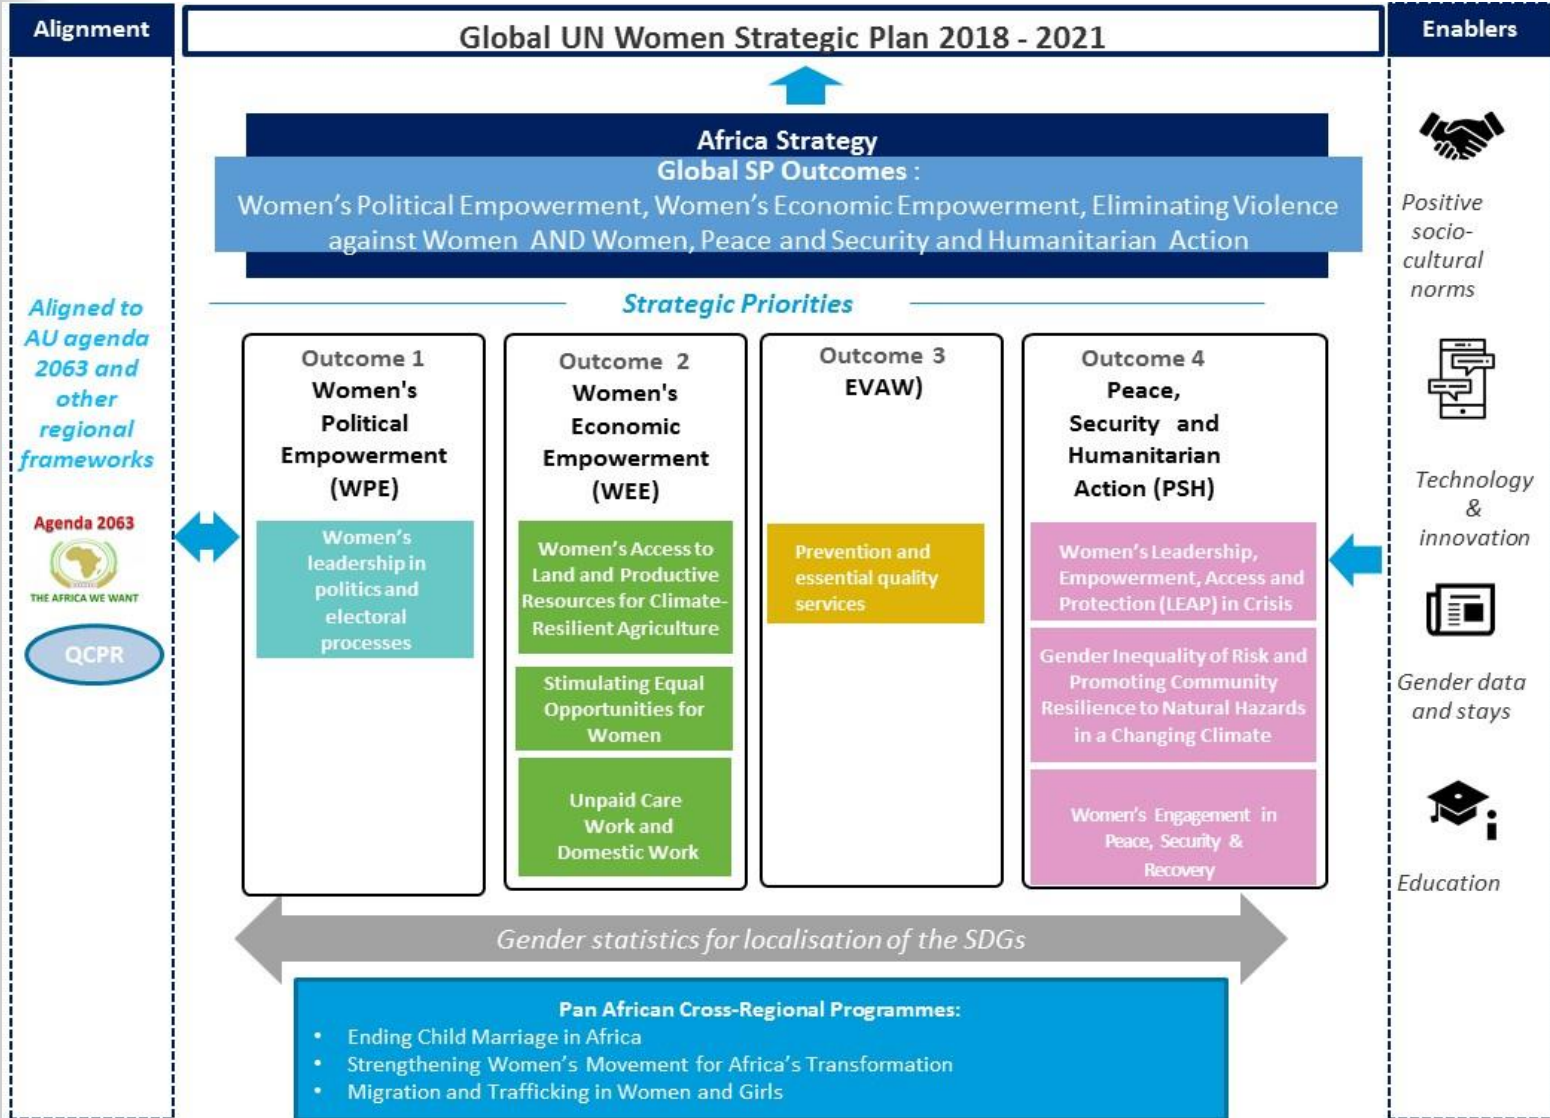 Alignment
Global UN Women Strategic Plan 2018 - 2021
Enablers
Africa Strategy
Global SP Outcomes :
Women's Political Empowerment, Women's Economic Empowerment, Eliminating Violence
against Women AND Women, Peace and Security and Humanitarian Action
Strategic Priorities
Aligned to
AU agenda
2063 and
other
regional
frameworks
Agenda 2063
THE AFRICA WE WANT
QCPR
Outcome 1
Women's
Political
Empowerment
(WPE)
Women's
leadership in
politics and
electoral
processes
Outcome 2
Women's
Economic
Empowerment
(WEE)
Women's Access to
Land and Productive
Resources for Climate-
Resilient Agriculture
Stimulating Equal
Opportunities for
Women
Unpaid Care
Work and
Domestic Work
Outcome 3
EVAW)
Prevention and
essential quality
services
Outcome 4
Peace,
Security and
Humanitarian
Action (PSH)
Women's Leadership,
Empowerment, Access and
Protection (LEAP) in Crisis
Gender Inequality of Risk and
Promoting Community
Resilience to Natural Hazards
in a Changing Climate
Women's Engagement in
Peace, Security &
Recovery
Positive
socio-
cultural
norms
Technology
&
innovation
Gender data
and stays
Education
Gender statistics for localisation of the SDGs
Pan African Cross-Regional Programmes:
• Ending Child Marriage in Africa
• Strengthening Women's Movement for Africa's Transformation
• Migration and Trafficking in Women and Girls